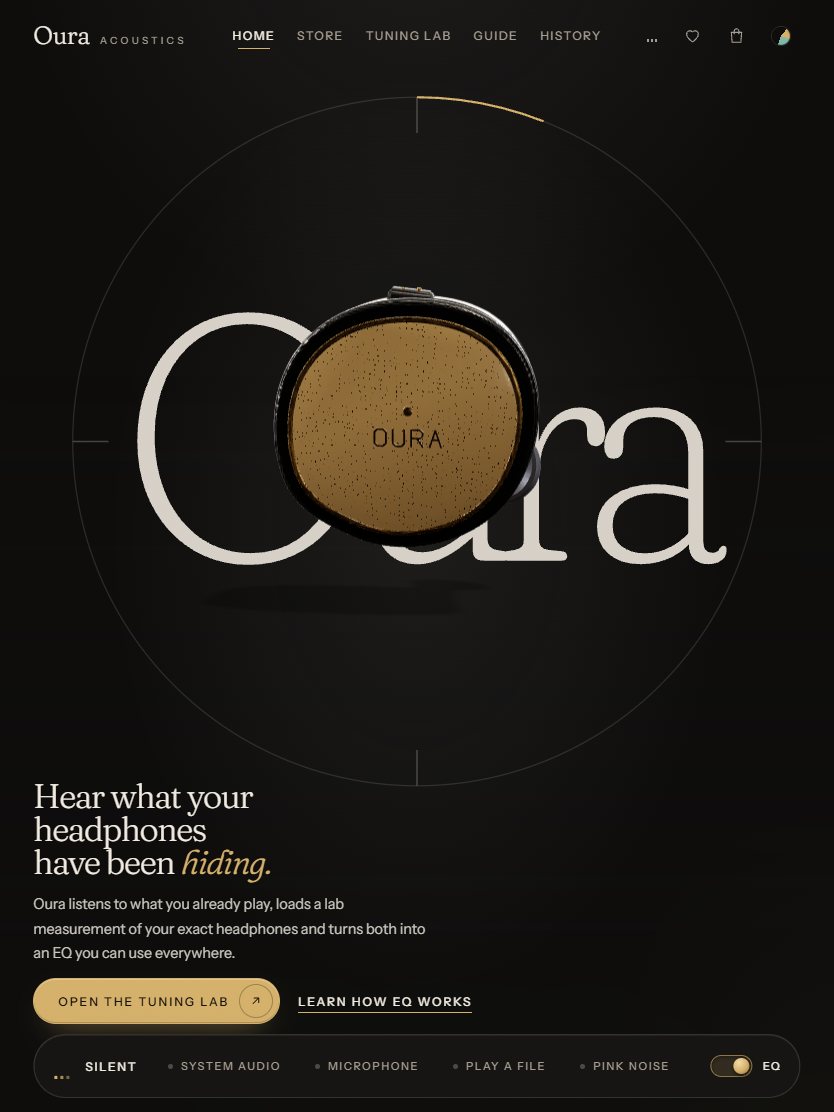 Oura ACOUSTICS HOME STORE TUNING LAB GUIDE HISTORY
Oura
OURA
Hear what your
headphones
have been hiding.
Oura listens to what you already play, loads a lab
measurement of your exact headphones and turns both into
an EQ you can use everywhere.
OPEN THE TUNING LAB LEARN HOW EQ WORKS
SILENT SYSTEM AUDIO MICROPHONE PLAY A FILE PINK NOISE EQ